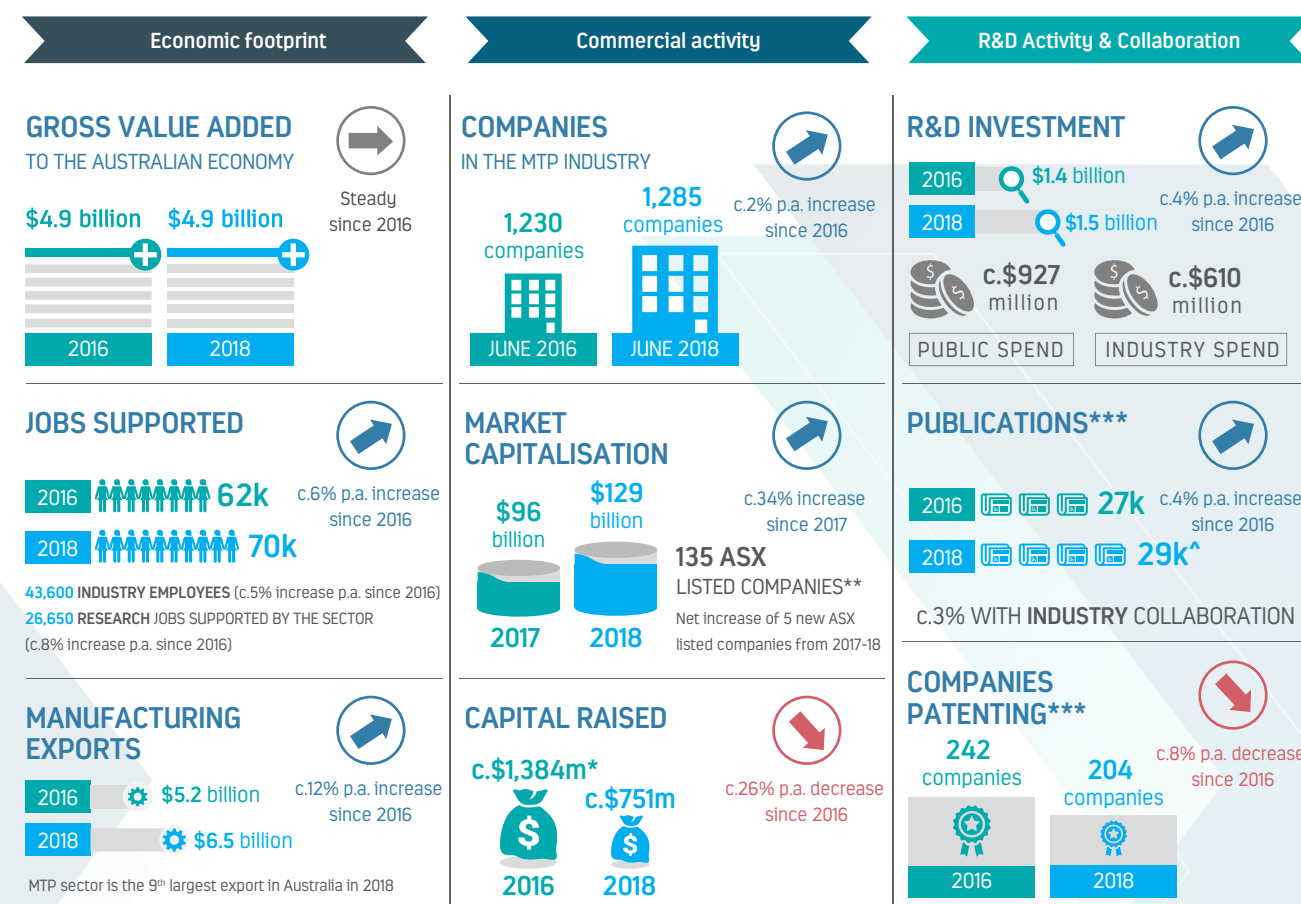 Economic footprint
GROSS VALUE ADDED
TO THE AUSTRALIAN ECONOMY
Steady
since 2016
$4.9 billion
$4.9 billion
2016
2018
JOBS SUPPORTED
2016
62k
c.6% p.a. increase
since 2016
2018
70k
43,600 INDUSTRY EMPLOYEES (c.5% increase p.a. since 2016)
26,650 RESEARCH JOBS SUPPORTED BY THE SECTOR
(c.8% increase p.a. since 2016)
MANUFACTURING
EXPORTS
2016
$5.2 billion
c.12% p.a. increase
since 2016
2018
$6.5 billion
MTP sector is the 9th largest export in Australia in 2018
Commercial activity
COMPANIES
IN THE MTP INDUSTRY
1,230
companies
1,285
companies
c.2% p.a. increase
since 2016
JUNE 2016
JUNE 2018
MARKET
CAPITALISATION
$96
billion
$129
billion
c.34% increase
since 2017
135 ASX
LISTED COMPANIES**
Net increase of 5 new ASX
listed companies from 2017-18
2017
2018
CAPITAL RAISED
c.$1,384m*
c.$751m
c.26% p.a. decrease
since 2016
$
$
2016
2018
R&D Activity & Collaboration
R&D INVESTMENT
2016
$1.4 billion
c.4% p.a. increase
since 2016
2018
$1.5 billion
$
$
c.$927
million
$
$
c.$610
million
PUBLIC SPEND
INDUSTRY SPEND
PUBLICATIONS***
2016
27k
c.4% p.a. increase
since 2016
2018
29k^
c.3% WITH INDUSTRY COLLABORATION
COMPANIES
PATENTING***
242
companies
204
companies
c.8% p.a. decrease
since 2016
2016
2018